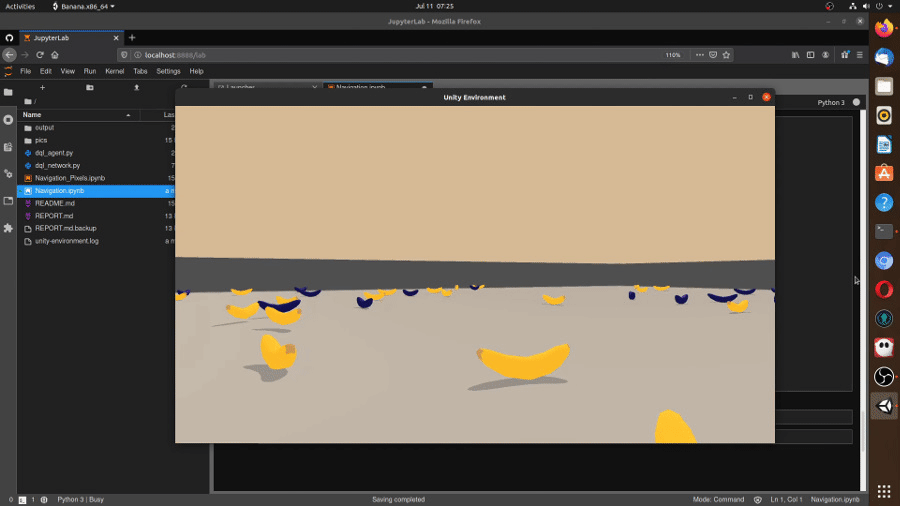 Activities
Banana.x86_64
Jul 11 07:25
JupyterLab - Mozilla Firefox
JupyterLab
localhost:8888/lab
110%
File Edit View Run Kernel Tabs Settings Help
Launcher
Navigation.ipynb
Unity Environment
Python 3
/
Name
output
pics
dql_agent.py
dql_network.py
Navigation_Pixels.ipynb
Navigation.ipynb
README.md
REPORT.md
REPORT.md.backup
unity-environment.log
0
1
Python 3 | Busy
Saving completed
Mode: Command
Ln 1, Col 1
Navigation.ipynb